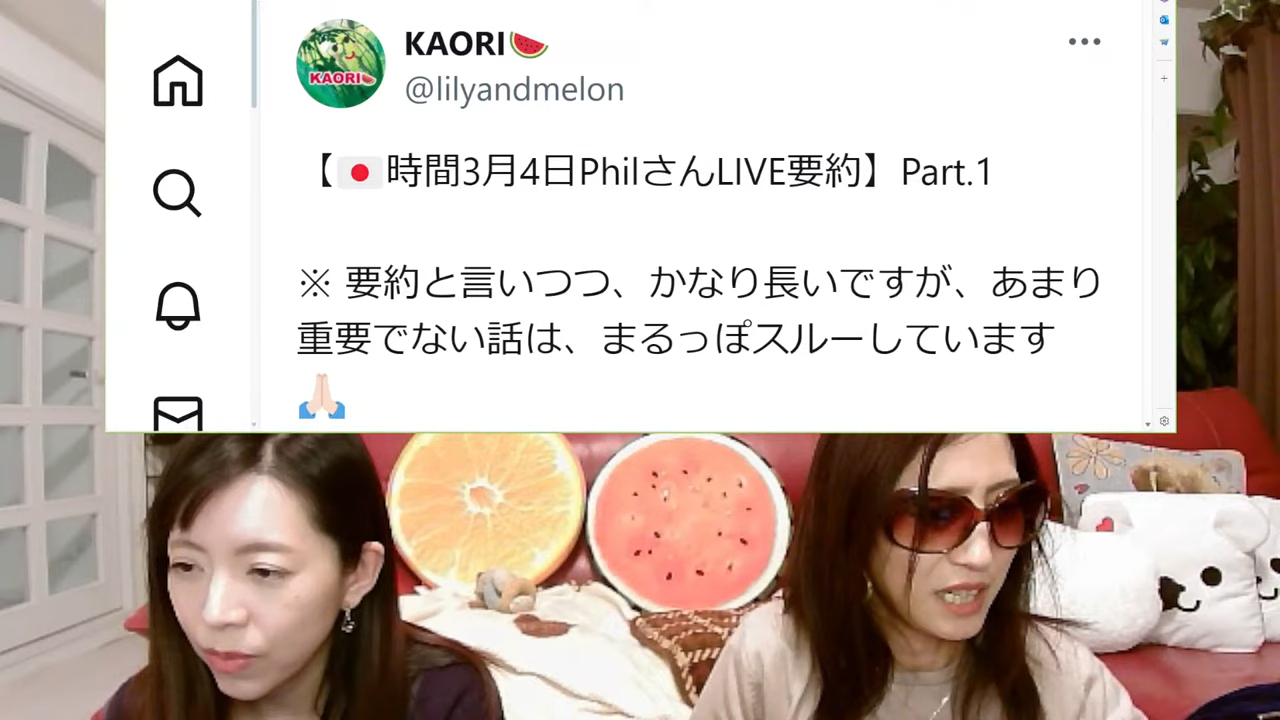 KAORI🍉
@lilyandmelon
KAORI🍉
【🇯🇵時間3月4日PhilさんLIVE要約】Part.1
※ 要約と言いつつ、かなり長いですが、あまり
重要でない話は、まるっぽスルーしています
🙏🏻